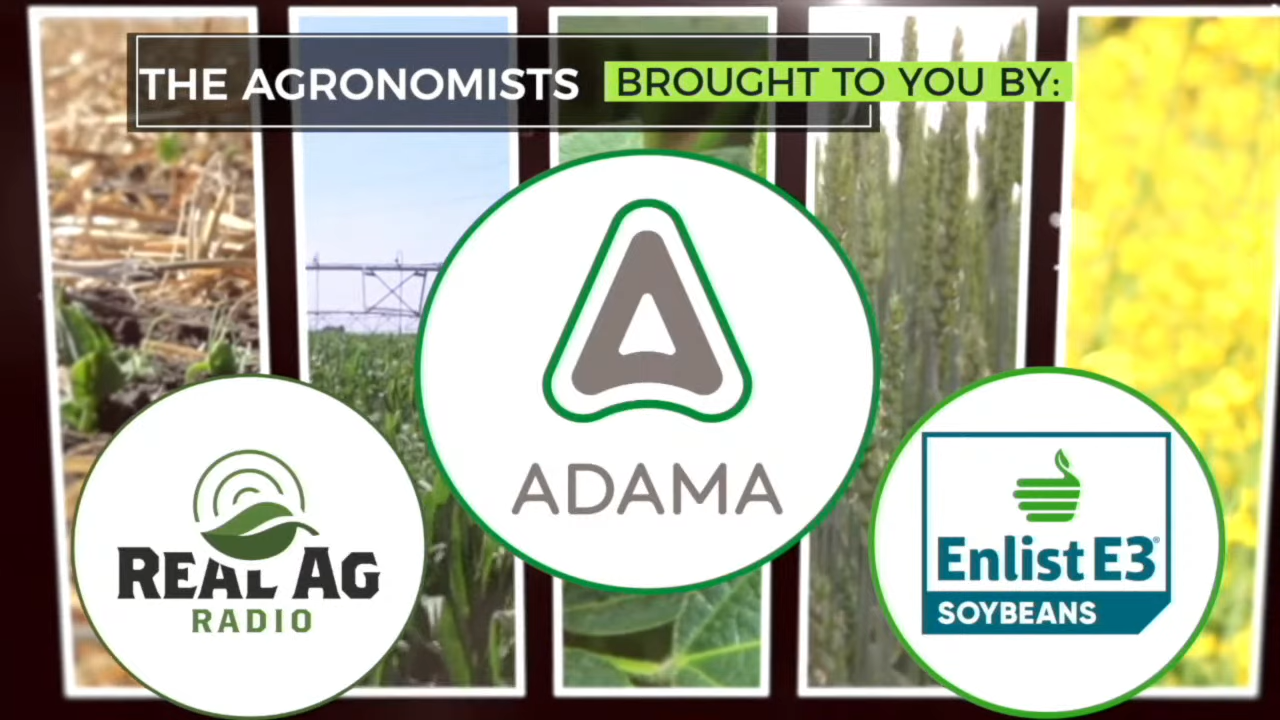 THE AGRONOMISTS BROUGHT TO YOU BY:
ADAMA
REAL AG
RADIO
Enlist E3®
SOYBEANS